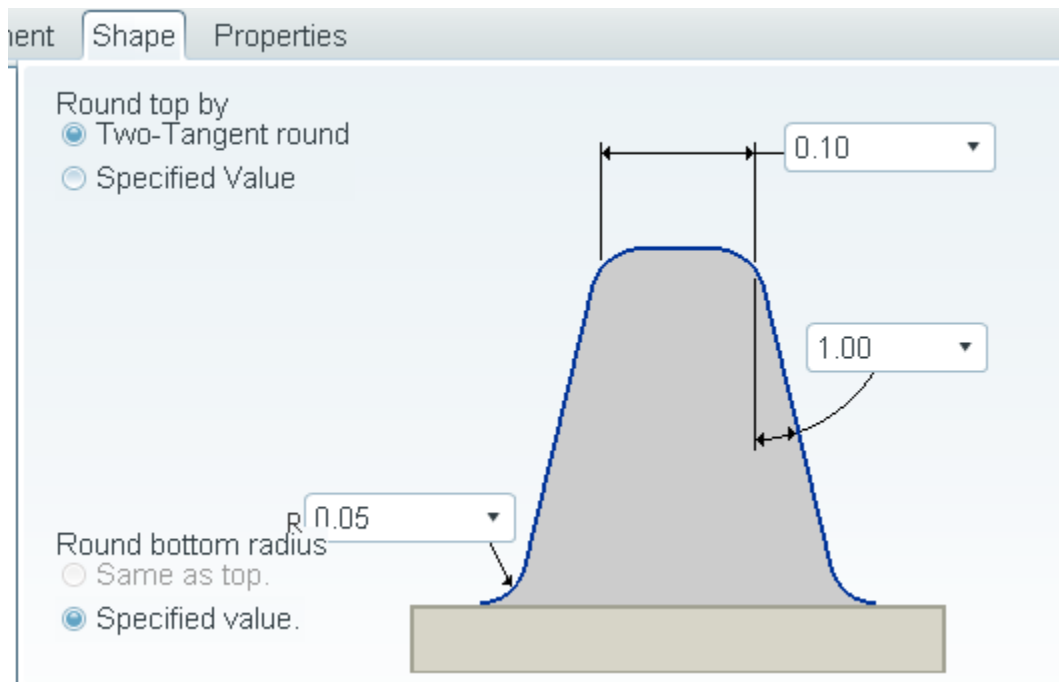 Shape Properties
Round top by
Two-Tangent round
0.10
Specified Value
1.00
R 0.05
Round bottom radius
Same as top.
Specified value.